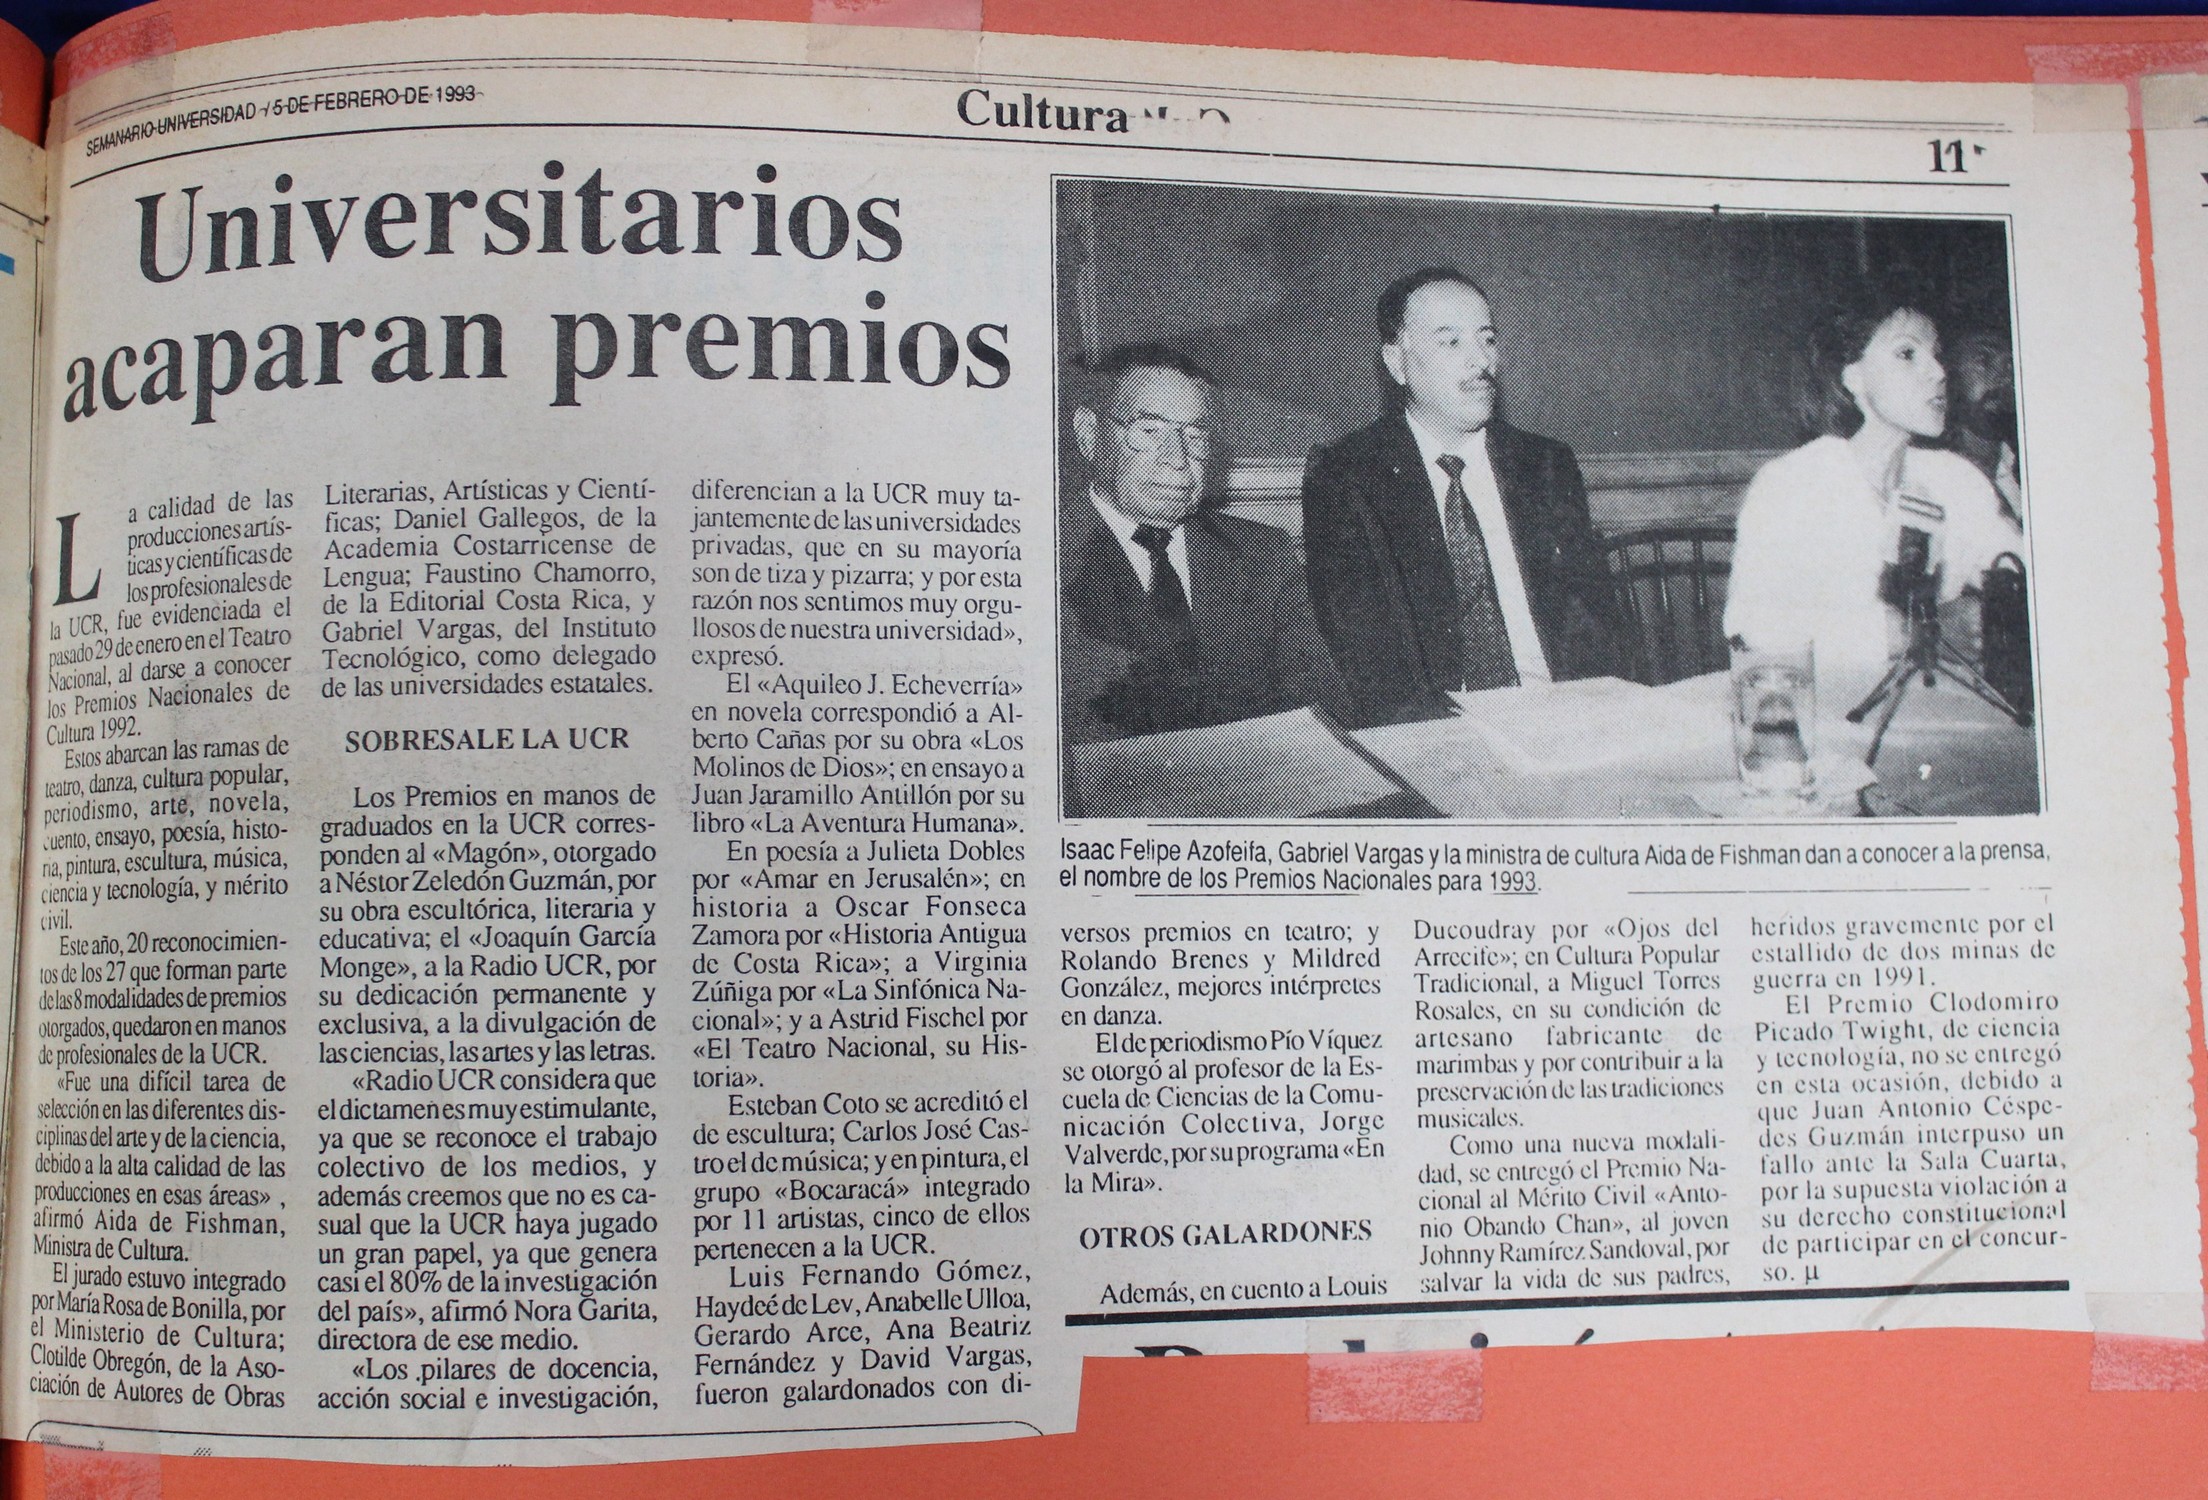 SEMANARIO UNIVERSIDAD / 5 DE FEBRERO DE 1993
Cultura
11
Universitarios
acaparan premios
La calidad de las
producciones artís-
ticas y científicas de
los profesionales de
la UCR, fue evidenciada el
pasado 29 de enero en el Teatro
Nacional, al darse a conocer
los Premios Nacionales de
Cultura 1992.
Estos abarcan las ramas de
teatro, danza, cultura popular,
periodismo, arte, novela,
cuento, ensayo, poesía, histo-
ria, pintura, escultura, música,
ciencia y tecnología, y mérito
civil.
Este año, 20 reconocimien-
tos de los 27 que forman parte
de las 8 modalidades de premios
otorgados, quedaron en manos
de profesionales de la UCR.
«Fue una difícil tarea de
selección en las diferentes dis-
ciplinas del arte y de la ciencia,
debido a la alta calidad de las
producciones en esas áreas» ,
afirmó Aida de Fishman,
Ministra de Cultura.
El jurado estuvo integrado
por María Rosa de Bonilla, por
el Ministerio de Cultura;
Clotilde Obregón, de la Aso-
ciación de Autores de Obras
Literarias, Artísticas y Cientí-
ficas; Daniel Gallegos, de la
Academia Costarricense de
Lengua; Faustino Chamorro,
de la Editorial Costa Rica, y
Gabriel Vargas, del Instituto
Tecnológico, como delegado
de las universidades estatales.
SOBRESALE LA UCR
Los Premios en manos de
graduados en la UCR corres-
ponden al «Magón», otorgado
a Néstor Zeledón Guzmán, por
su obra escultórica, literaria y
educativa; el «Joaquín García
Monge», a la Radio UCR, por
su dedicación permanente y
exclusiva, a la divulgación de
las ciencias, las artes y las letras.
«Radio UCR considera que
el dictamen es muy estimulante,
ya que se reconoce el trabajo
colectivo de los medios, y
además creemos que no es ca-
sual que la UCR haya jugado
un gran papel, ya que genera
casi el 80% de la investigación
del país», afirmó Nora Garita,
directora de ese medio.
«Los .pilares de docencia,
acción social e investigación,
diferencian a la UCR muy ta-
jantemente de las universidades
privadas, que en su mayoría
son de tiza y pizarra; y por esta
razón nos sentimos muy orgu-
llosos de nuestra universidad»,
expresó.
El «Aquileo J. Echeverría»
en novela correspondió a Al-
berto Cañas por su obra «Los
Molinos de Dios»; en ensayo a
Juan Jaramillo Antillón por su
libro «La Aventura Humana».
En poesía a Julieta Dobles
por «Amar en Jerusalén»; en
historia a Oscar Fonseca
Zamora por «Historia Antigua
de Costa Rica»; a Virginia
Zúñiga por «La Sinfónica Na-
cional»; y a Astrid Fischel por
«El Teatro Nacional, su His-
toria».
Esteban Coto se acreditó el
de escultura; Carlos José Cas-
tro el de música; y en pintura, el
grupo «Bocaracá» integrado
por 11 artistas, cinco de ellos
pertenecen a la UCR.
Luis Fernando Gómez,
Haydeé de Lev, Anabelle Ulloa,
Gerardo Arce, Ana Beatriz
Fernández y David Vargas,
fueron galardonados con di-
Isaac Felipe Azofeifa, Gabriel Vargas y la ministra de cultura Aida de Fishman dan a conocer a la prensa,
el nombre de los Premios Nacionales para 1993.
versos premios en teatro; y
Rolando Brenes y Mildred
González, mejores intérpretes
en danza.
El de periodismo Pío Víquez
se otorgó al profesor de la Es-
cuela de Ciencias de la Comu-
nicación Colectiva, Jorge
Valverde, por su programa «En
la Mira».
OTROS GALARDONES
Además, en cuento a Louis
Ducoudray por «Ojos del
Arrecife»; en Cultura Popular
Tradicional, a Miguel Torres
Rosales, en su condición de
artesano fabricante de
marimbas y por contribuir a la
preservación de las tradiciones
musicales.
Como una nueva modali-
dad, se entregó el Premio Na-
cional al Mérito Civil «Anto-
nio Obando Chan», al joven
Johnny Ramírez Sandoval, por
salvar la vida de sus padres,
heridos gravemente por el
estallido de dos minas de
guerra en 1991.
El Premio Clodomiro
Picado Twight, de ciencia
y tecnología, no se entregó
en esta ocasión, debido a
que Juan Antonio Céspe-
des Guzmán interpuso un
fallo ante la Sala Cuarta,
por la supuesta violación a
su derecho constitucional
de participar en el concur-
so. µ